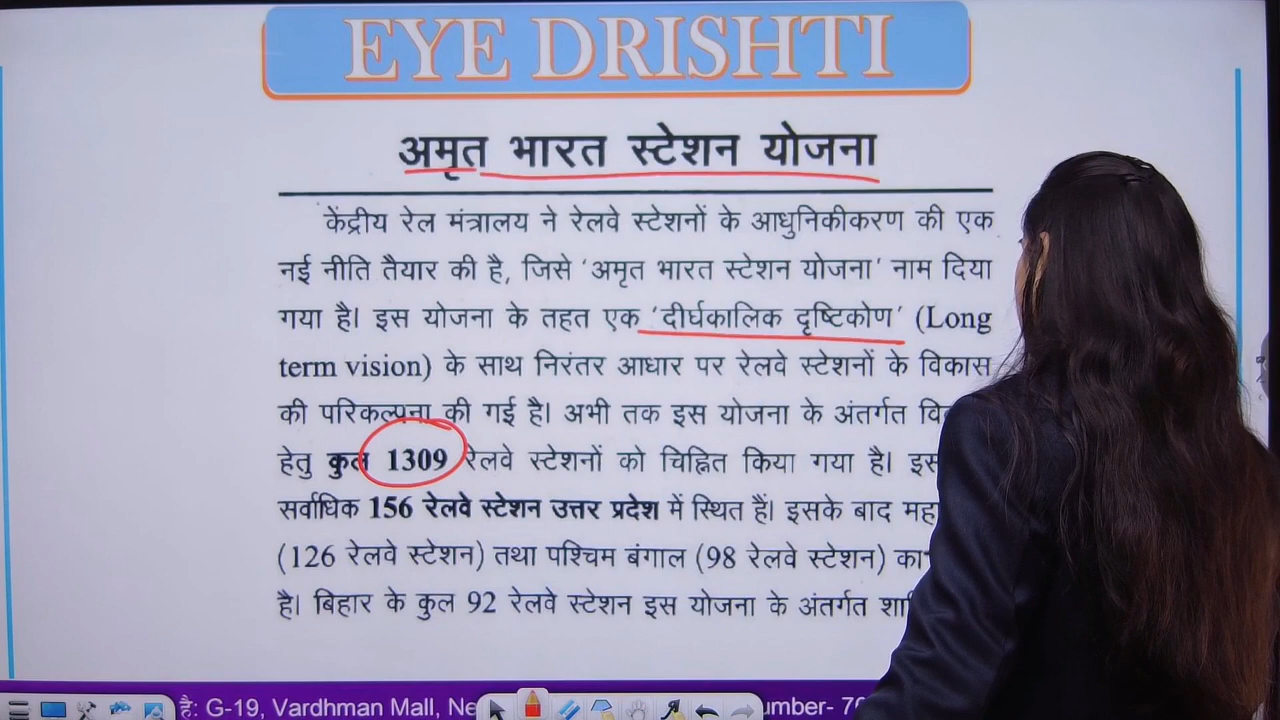 EYE DRISHTI
अमृत भारत स्टेशन योजना
केंद्रीय रेल मंत्रालय ने रेलवे स्टेशनों के आधुनिकीकरण की एक
नई नीति तैयार की है, जिसे ‘अमृत भारत स्टेशन योजना’ नाम दिया
गया है। इस योजना के तहत एक ‘दीर्घकालिक दृष्टिकोण’ (Long
term vision) के साथ निरंतर आधार पर रेलवे स्टेशनों के विकास
की परिकल्पना की गई है। अभी तक इस योजना के अंतर्गत
हेतु कुल 1309 रेलवे स्टेशनों को चिह्नित किया गया है।
सर्वाधिक 156 रेलवे स्टेशन उत्तर प्रदेश में स्थित हैं। इसके बाद
(126 रेलवे स्टेशन) तथा पश्चिम बंगाल (98 रेलवे स्टेशन) का
है। बिहार के कुल 92 रेलवे स्टेशन इस योजना के अंतर्गत
है: G-19, Vardhman Mall,